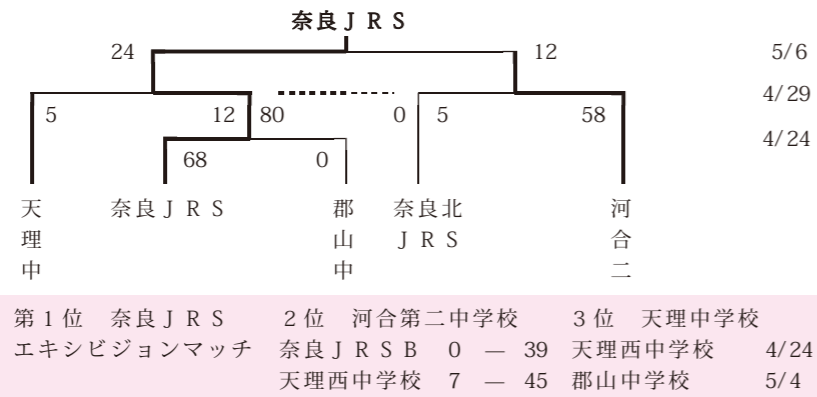 奈良ＪＲＳ
24 12 5/6
4/29
5 12 80 0 5 58
4/24
68 0
天理中 奈良ＪＲＳ 郡山中 奈良北ＪＲＳ 河合二
第１位 奈良ＪＲＳ ２位 河合第二中学校 ３位 天理中学校
エキシビジョンマッチ 奈良ＪＲＳＢ 0 ― 39 天理西中学校 4/24
天理西中学校 7 ― 45 郡山中学校 5/4